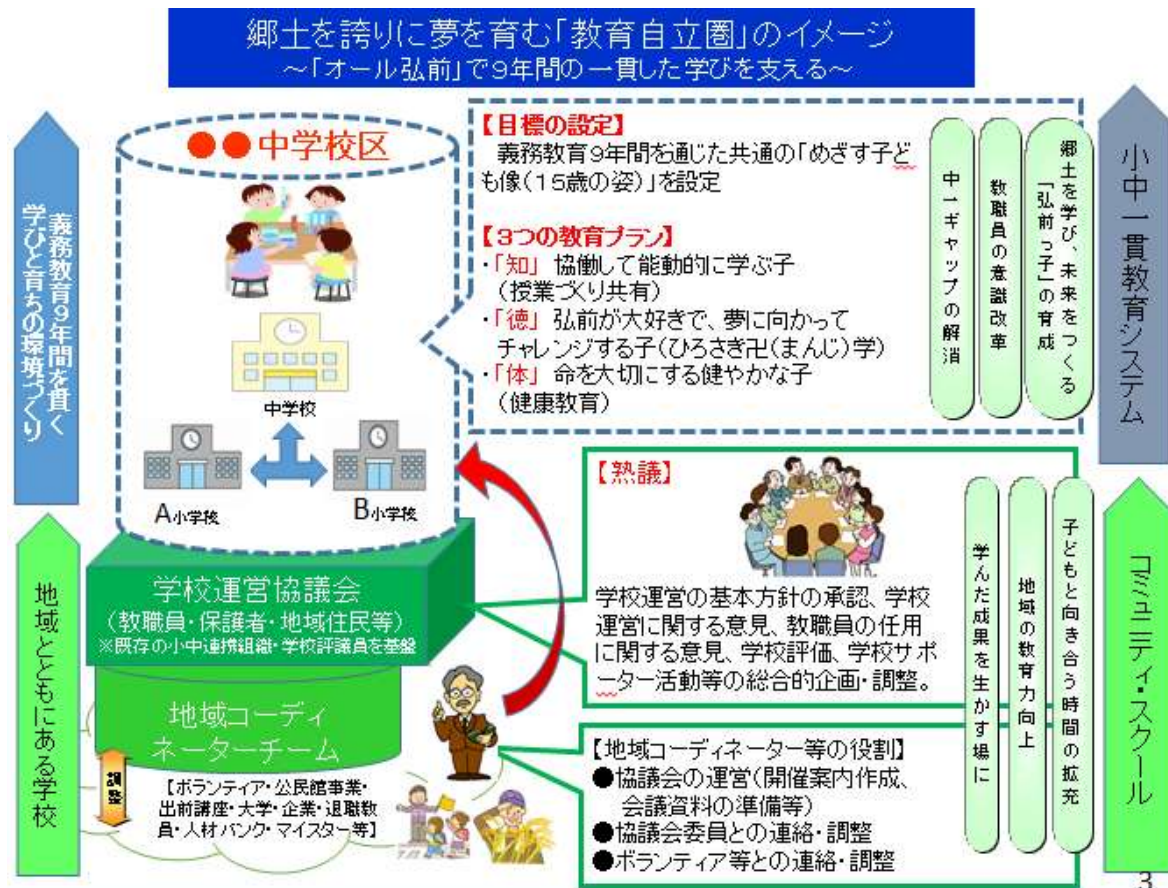 郷土を誇りに夢を育む「教育自立圏」のイメージ
～「オール弘前」で9年間の一貫した学びを支える～
義務教育9年間を貫く
学びと育ちの環境づくり
地域とともにある学校
●●中学校区
中学校
A小学校
B小学校
学校運営協議会
(教職員・保護者・地域住民等)
※既存の小中連携組織・学校評議員を基盤
地域コーディ
ネーターチーム
調整
【ボランティア・公民館事業・
出前講座・大学・企業・退職教
員・人材バンク・マイスター等】
【目標の設定】
義務教育9年間を通じた共通の「めざす子ど
も像(15歳の姿)」を設定
【3つの教育プラン】
・「知」 協働して能動的に学ぶ子
(授業づくり共有)
・「徳」 弘前が大好きで、夢に向かって
チャレンジする子(ひろさき卍(まんじ)学)
・「体」 命を大切にする健やかな子
(健康教育)
郷土を学び、未来をつくる
「弘前っ子」の育成
教職員の意識改革
中一ギャップの解消
小中一貫教育システム
【熟議】
学校運営の基本方針の承認、学校
運営に関する意見、教職員の任用
に関する意見、学校評価、学校サポ
ーター活動等の総合的企画・調整。
【地域コーディネーター等の役割】
●協議会の運営(開催案内作成、
会議資料の準備等)
●協議会委員との連絡・調整
●ボランティア等との連絡・調整
子どもと向き合う時間の拡充
地域の教育力向上
学んだ成果を生かす場に
コミュニティ・スクール
3